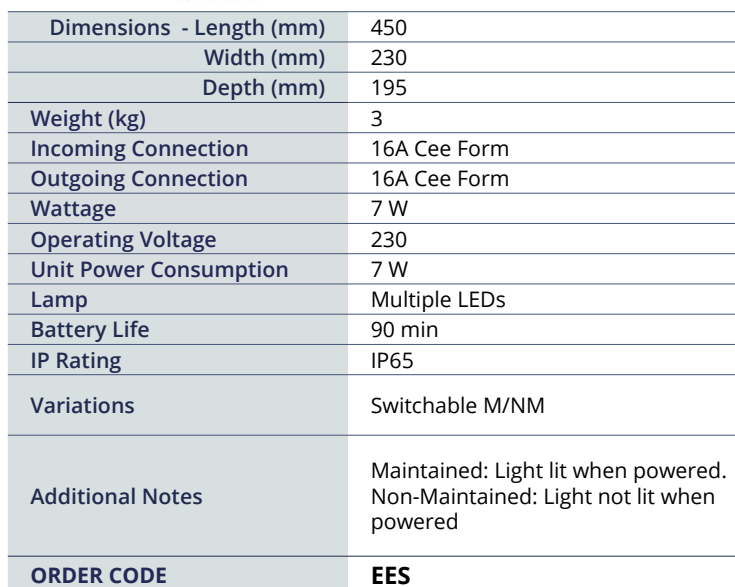 Dimensions - Length (mm) 450
Width (mm) 230
Depth (mm) 195
Weight (kg) 3
Incoming Connection 16A Cee Form
Outgoing Connection 16A Cee Form
Wattage 7 W
Operating Voltage 230
Unit Power Consumption 7 W
Lamp Multiple LEDs
Battery Life 90 min
IP Rating IP65
Variations Switchable M/NM
Additional Notes Maintained: Light lit when powered.
Non-Maintained: Light not lit when
powered
ORDER CODE EES